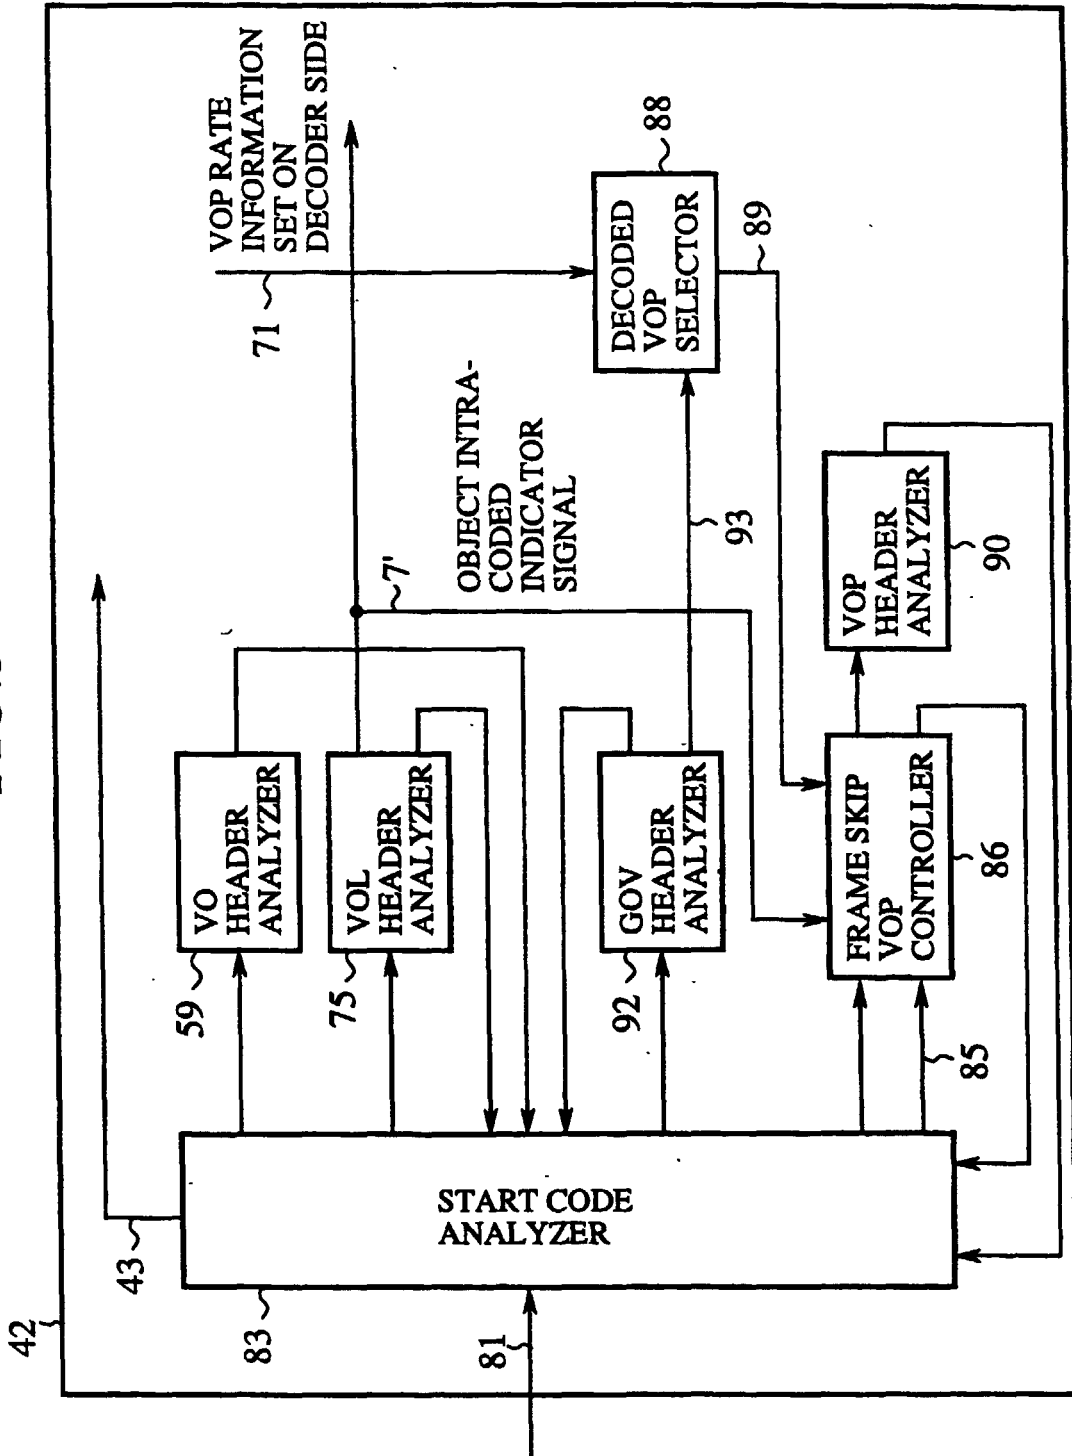 42
43
83
START CODE
ANALYZER
81
59
VO
HEADER
ANALYZER
75
VOL
HEADER
ANALYZER
92
GOV
HEADER
ANALYZER
85
FRAME SKIP
VOP
CONTROLLER
86
VOP
HEADER
ANALYZER
90
7'
OBJECT INTRA-
CODED
INDICATOR
SIGNAL
93
71
VOP RATE
INFORMATION
SET ON
DECODER SIDE
DECODED
VOP
SELECTOR
88
89